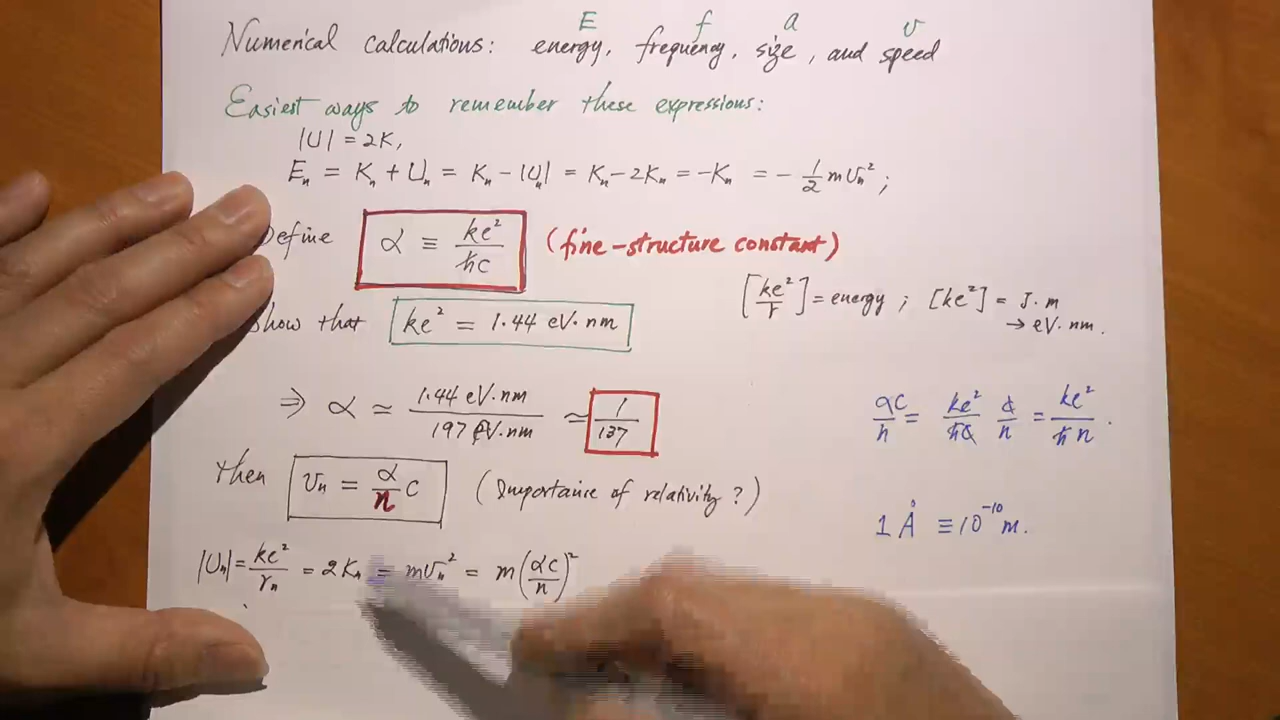 E f a v
Numerical calculations: energy, frequency, size, and speed
Easiest ways to remember these expressions:
|U| = 2K,
Eₙ = Kₙ + Uₙ = Kₙ - |Uₙ| = Kₙ - 2Kₙ = -Kₙ = - 1/2 mvₙ² ;
Define α ≡ ke²/ħc (fine-structure constant)
[ke²/r] = energy ; [ke²] = J·m
→ eV·nm.
Show that ke² = 1.44 eV·nm
⇒ α ≃ 1.44 eV·nm / 197 eV·nm ≈ 1/137
αc/n = ke²/ħc c/n = ke²/ħn .
then vₙ = α/n c (Importance of relativity?)
1 Å ≡ 10⁻¹⁰ m.
|Uₙ| = ke²/rₙ = 2Kₙ = mvₙ² = m(αc/n)²